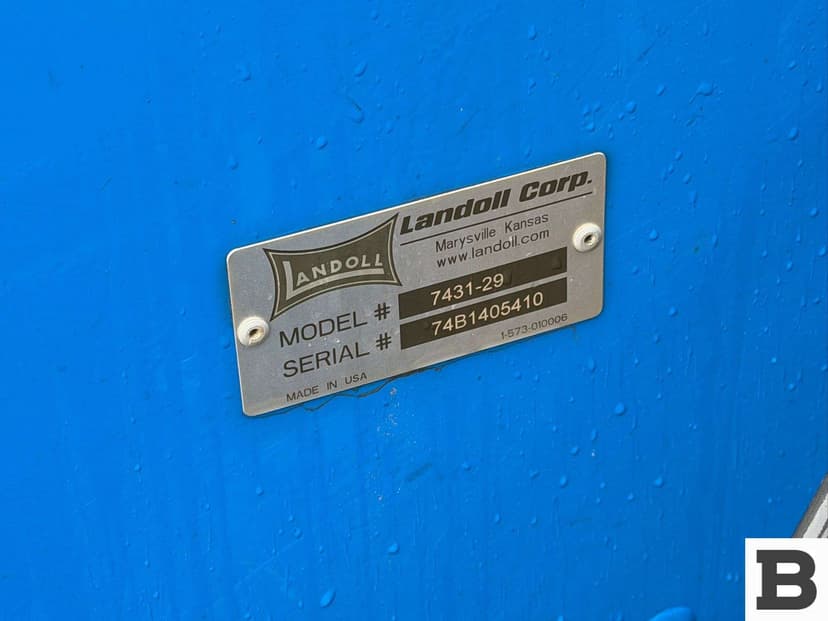 Landoll Corp.
Marysville Kansas
www.landoll.com
LANDOLL
MODEL # 7431-29
SERIAL # 74B1405410
MADE IN USA
1-573-010006
B